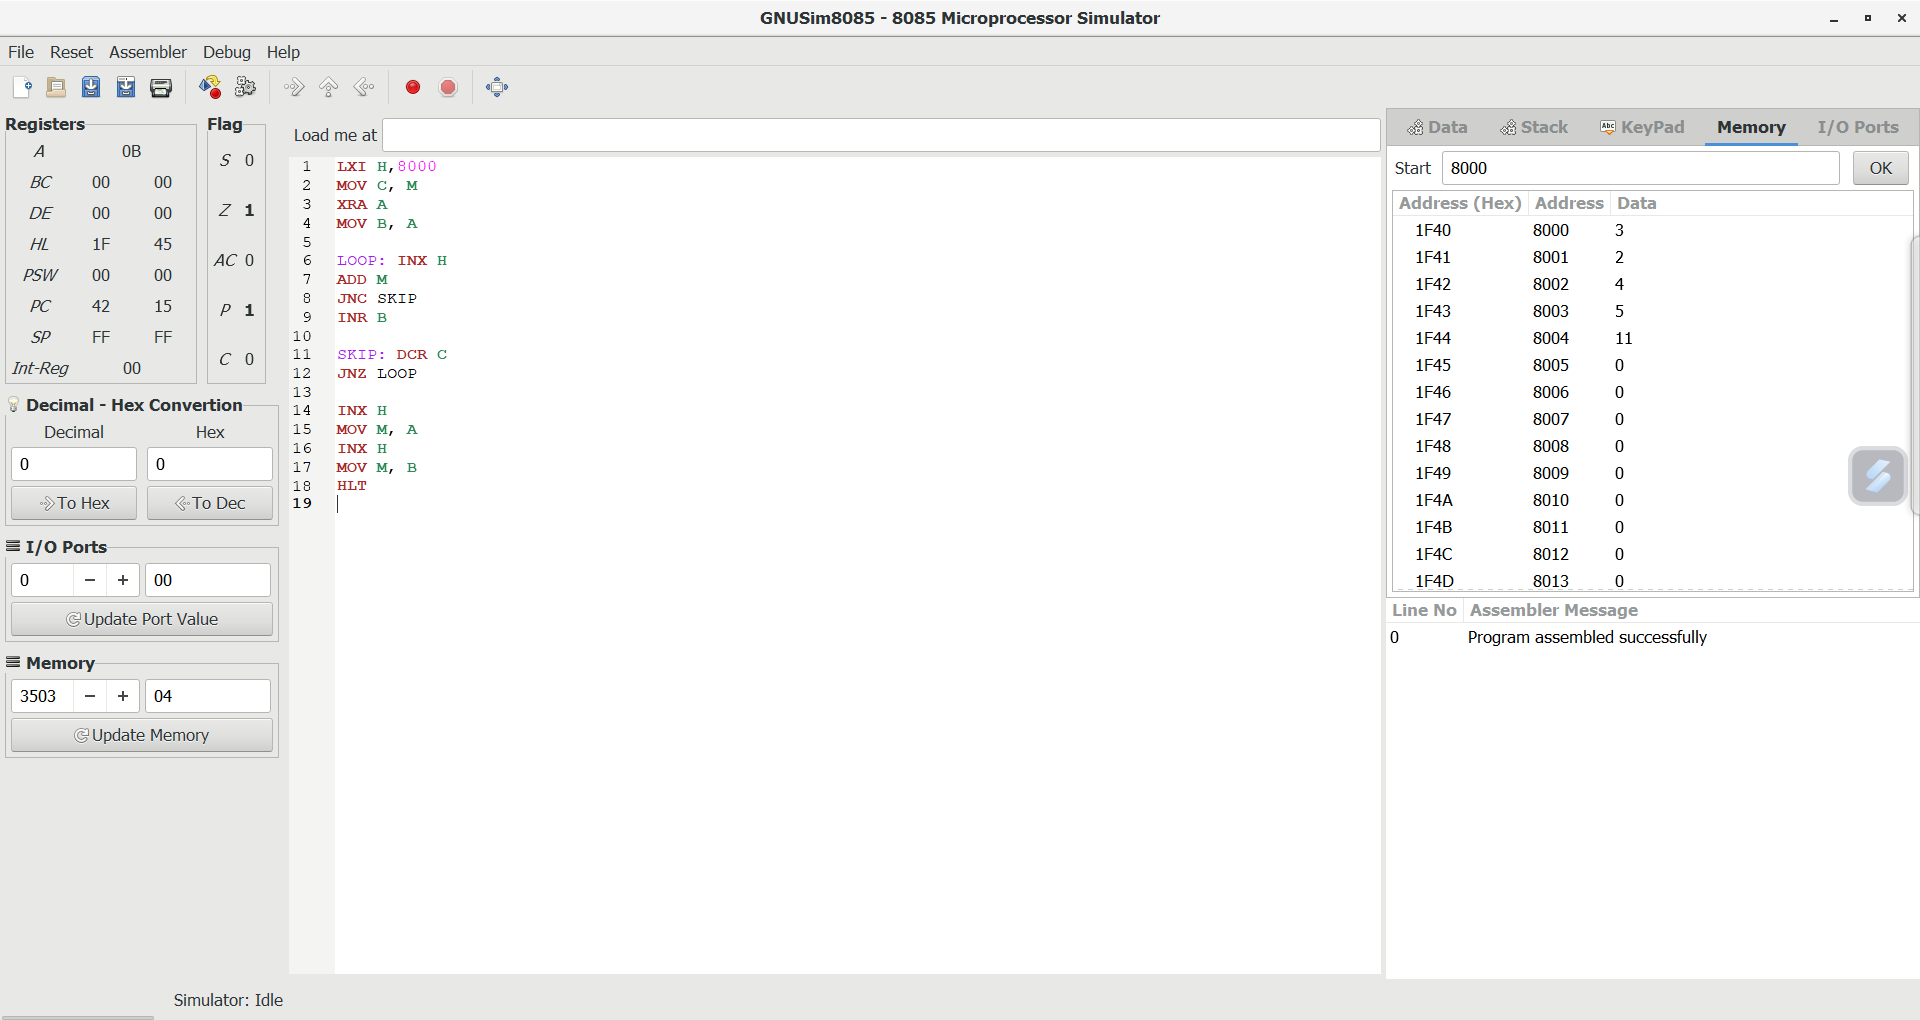 GNUSim8085 - 8085 Microprocessor Simulator
File Reset Assembler Debug Help
Registers
A 0B
BC 00 00
DE 00 00
HL 1F 45
PSW 00 00
PC 42 15
SP FF FF
Int-Reg 00
Flag
S 0
Z 1
AC 0
P 1
C 0
Decimal - Hex Convertion
Decimal Hex
0 0
To Hex To Dec
I/O Ports
0 − + 00
Update Port Value
Memory
3503 − + 04
Update Memory
Load me at
1 LXI H,8000
2 MOV C, M
3 XRA A
4 MOV B, A
5
6 LOOP: INX H
7 ADD M
8 JNC SKIP
9 INR B
10
11 SKIP: DCR C
12 JNZ LOOP
13
14 INX H
15 MOV M, A
16 INX H
17 MOV M, B
18 HLT
19
Data Stack Abc KeyPad Memory I/O Ports
Start 8000 OK
Address (Hex) Address Data
1F40 8000 3
1F41 8001 2
1F42 8002 4
1F43 8003 5
1F44 8004 11
1F45 8005 0
1F46 8006 0
1F47 8007 0
1F48 8008 0
1F49 8009 0
1F4A 8010 0
1F4B 8011 0
1F4C 8012 0
1F4D 8013 0
Line No Assembler Message
0 Program assembled successfully
Simulator: Idle